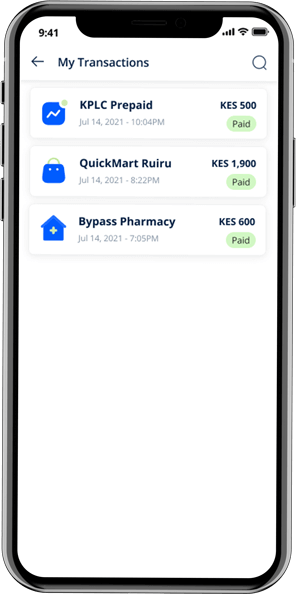 9:41
My Transactions
KPLC Prepaid KES 500
Jul 14, 2021 - 10:04PM Paid
QuickMart Ruiru KES 1,900
Jul 14, 2021 - 8:22PM Paid
Bypass Pharmacy KES 600
Jul 14, 2021 - 7:05PM Paid